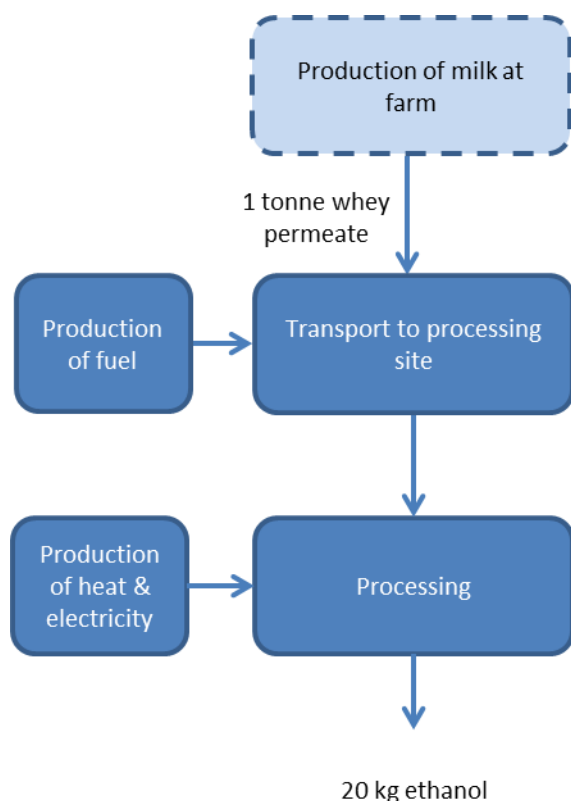 Production of milk at
farm
1 tonne whey
permeate
Production
of fuel
Transport to processing
site
Production
of heat &
electricity
Processing
20 kg ethanol